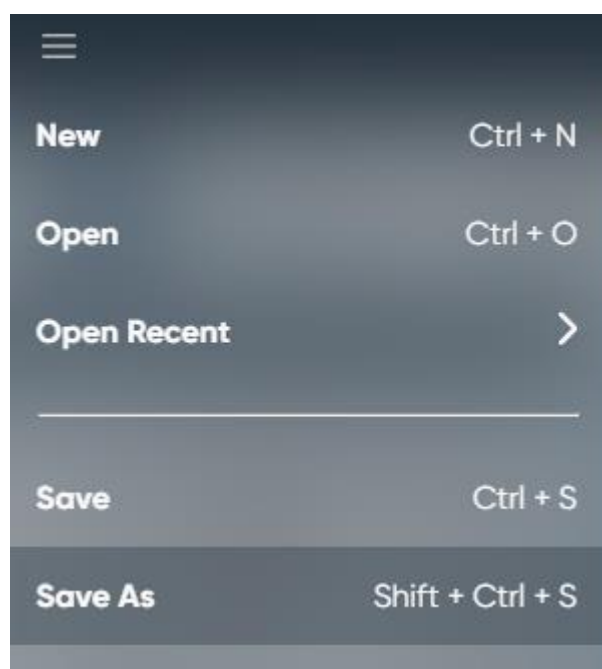 New Ctrl + N
Open Ctrl + O
Open Recent
Save Ctrl + S
Save As Shift + Ctrl + S